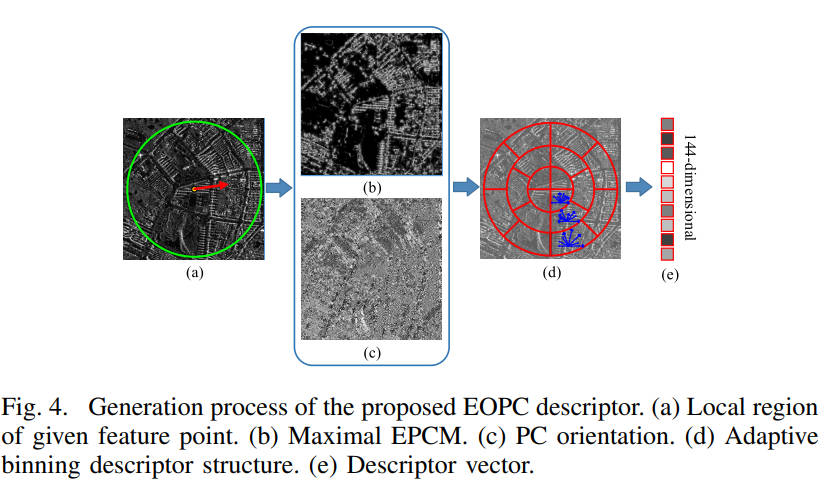 (b)
144-dimensional
(a)
(d)
(e)
(c)
Fig. 4. Generation process of the proposed EOPC descriptor. (a) Local region
of given feature point. (b) Maximal EPCM. (c) PC orientation. (d) Adaptive
binning descriptor structure. (e) Descriptor vector.